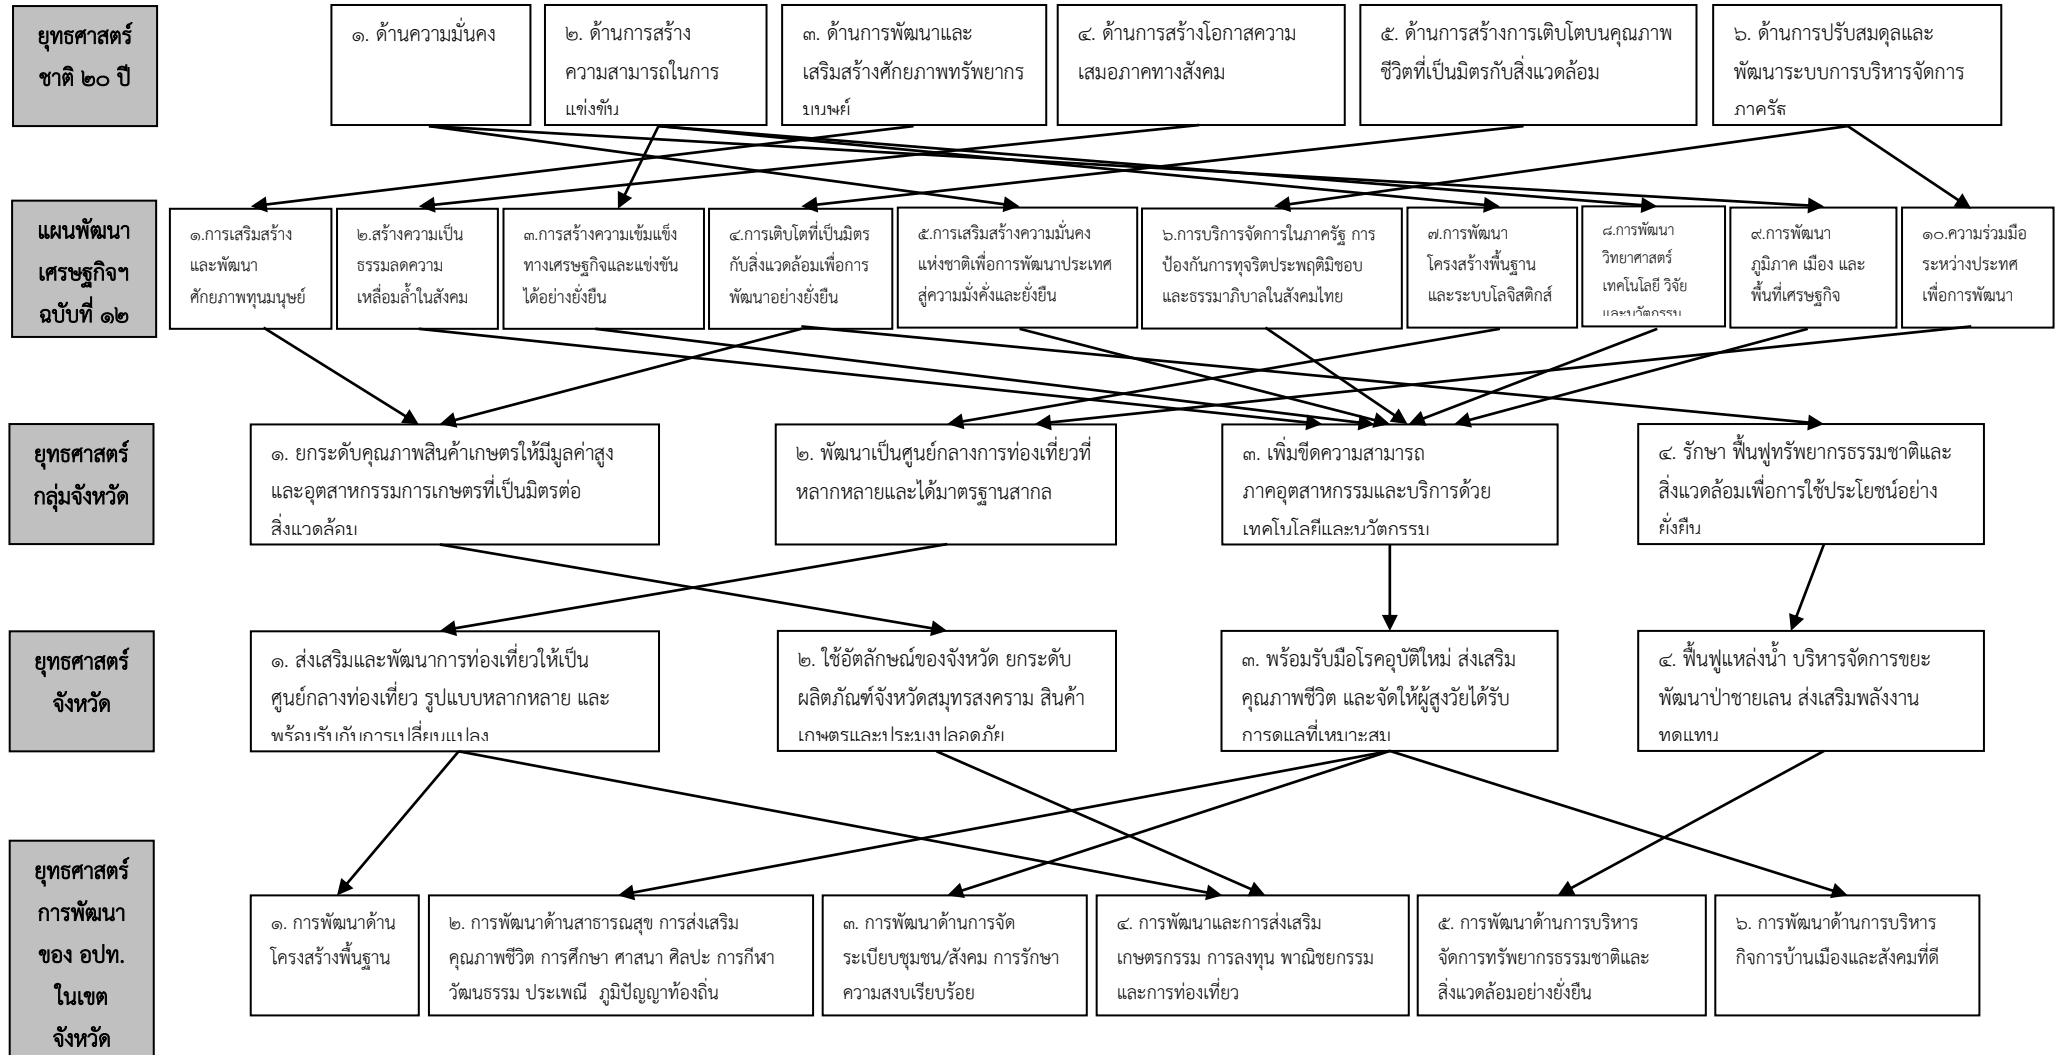 ยุทธศาสตร์
ชาติ ๒๐ ปี
๑. ด้านความมั่นคง
๒. ด้านการสร้าง
ความสามารถในการ
แข่งขัน
๓. ด้านการพัฒนาและ
เสริมสร้างศักยภาพทรัพยากร
มนุษย์
๔. ด้านการสร้างโอกาสความ
เสมอภาคทางสังคม
๕. ด้านการสร้างการเติบโตบนคุณภาพ
ชีวิตที่เป็นมิตรกับสิ่งแวดล้อม
๖. ด้านการปรับสมดุลและ
พัฒนาระบบการบริหารจัดการ
ภาครัฐ
แผนพัฒนา
เศรษฐกิจฯ
ฉบับที่ ๑๒
๑.การเสริมสร้าง
และพัฒนา
ศักยภาพทุนมนุษย์
๒.สร้างความเป็น
ธรรมลดความ
เหลื่อมล้ำในสังคม
๓.การสร้างความเข้มแข็ง
ทางเศรษฐกิจและแข่งขัน
ได้อย่างยั่งยืน
๔.การเติบโตที่เป็นมิตร
กับสิ่งแวดล้อมเพื่อการ
พัฒนาอย่างยั่งยืน
๕.การเสริมสร้างความมั่นคง
แห่งชาติเพื่อการพัฒนาประเทศ
สู่ความมั่งคั่งและยั่งยืน
๖.การบริการจัดการในภาครัฐ การ
ป้องกันการทุจริตประพฤติมิชอบ
และธรรมาภิบาลในสังคมไทย
๗.การพัฒนา
โครงสร้างพื้นฐาน
และระบบโลจิสติกส์
๘.การพัฒนา
วิทยาศาสตร์
เทคโนโลยี วิจัย
และนวัตกรรม
๙.การพัฒนา
ภูมิภาค เมือง และ
พื้นที่เศรษฐกิจ
๑๐.ความร่วมมือ
ระหว่างประเทศ
เพื่อการพัฒนา
ยุทธศาสตร์
กลุ่มจังหวัด
๑. ยกระดับคุณภาพสินค้าเกษตรให้มีมูลค่าสูง
และอุตสาหกรรมการเกษตรที่เป็นมิตรต่อ
สิ่งแวดล้อม
๒. พัฒนาเป็นศูนย์กลางการท่องเที่ยวที่
หลากหลายและได้มาตรฐานสากล
๓. เพิ่มขีดความสามารถ
ภาคอุตสาหกรรมและบริการด้วย
เทคโนโลยีและนวัตกรรม
๔. รักษา ฟื้นฟูทรัพยากรธรรมชาติและ
สิ่งแวดล้อมเพื่อการใช้ประโยชน์อย่าง
ยั่งยืน
ยุทธศาสตร์
จังหวัด
๑. ส่งเสริมและพัฒนาการท่องเที่ยวให้เป็น
ศูนย์กลางท่องเที่ยว รูปแบบหลากหลาย และ
พร้อมรับกับการเปลี่ยนแปลง
๒. ใช้อัตลักษณ์ของจังหวัด ยกระดับ
ผลิตภัณฑ์จังหวัดสมุทรสงคราม สินค้า
เกษตรและประมงปลอดภัย
๓. พร้อมรับมือโรคอุบัติใหม่ ส่งเสริม
คุณภาพชีวิต และจัดให้ผู้สูงวัยได้รับ
การดูแลที่เหมาะสม
๔. ฟื้นฟูแหล่งน้ำ บริหารจัดการขยะ
พัฒนาป่าชายเลน ส่งเสริมพลังงาน
ทดแทน
ยุทธศาสตร์
การพัฒนา
ของ อปท.
ในเขต
จังหวัด
๑. การพัฒนาด้าน
โครงสร้างพื้นฐาน
๒. การพัฒนาด้านสาธารณสุข การส่งเสริม
คุณภาพชีวิต การศึกษา ศาสนา ศิลปะ การกีฬา
วัฒนธรรม ประเพณี ภูมิปัญญาท้องถิ่น
๓. การพัฒนาด้านการจัด
ระเบียบชุมชน/สังคม การรักษา
ความสงบเรียบร้อย
๔. การพัฒนาและการส่งเสริม
เกษตรกรรม การลงทุน พาณิชยกรรม
และการท่องเที่ยว
๕. การพัฒนาด้านการบริหาร
จัดการทรัพยากรธรรมชาติและ
สิ่งแวดล้อมอย่างยั่งยืน
๖. การพัฒนาด้านการบริหาร
กิจการบ้านเมืองและสังคมที่ดี